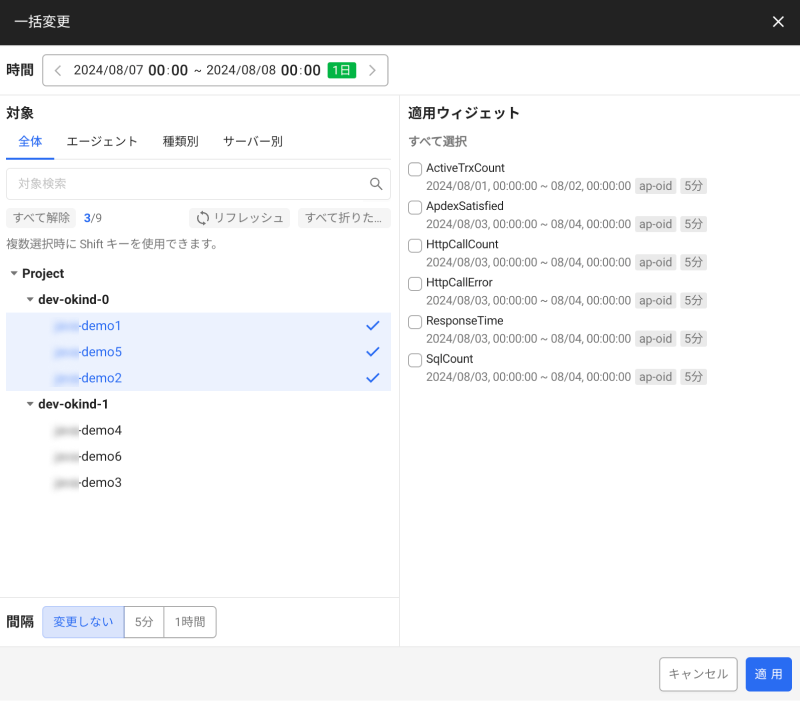 一括変更
時間 2024/08/07 00:00 ~ 2024/08/08 00:00 1日
対象
全体 エージェント 種類別 サーバー別
対象検索
すべて解除 3/9 リフレッシュ すべて折りた...
複数選択時に Shift キーを使用できます。
Project
dev-okind-0
-demo1
-demo5
-demo2
dev-okind-1
-demo4
-demo6
-demo3
間隔 変更しない 5分 1時間
適用ウィジェット
すべて選択
ActiveTrxCount
2024/08/01, 00:00:00 ~ 08/02, 00:00:00 ap-oid 5分
ApdexSatisfied
2024/08/03, 00:00:00 ~ 08/04, 00:00:00 ap-oid 5分
HttpCallCount
2024/08/03, 00:00:00 ~ 08/04, 00:00:00 ap-oid 5分
HttpCallError
2024/08/03, 00:00:00 ~ 08/04, 00:00:00 ap-oid 5分
ResponseTime
2024/08/03, 00:00:00 ~ 08/04, 00:00:00 ap-oid 5分
SqlCount
2024/08/03, 00:00:00 ~ 08/04, 00:00:00 ap-oid 5分
キャンセル 適 用